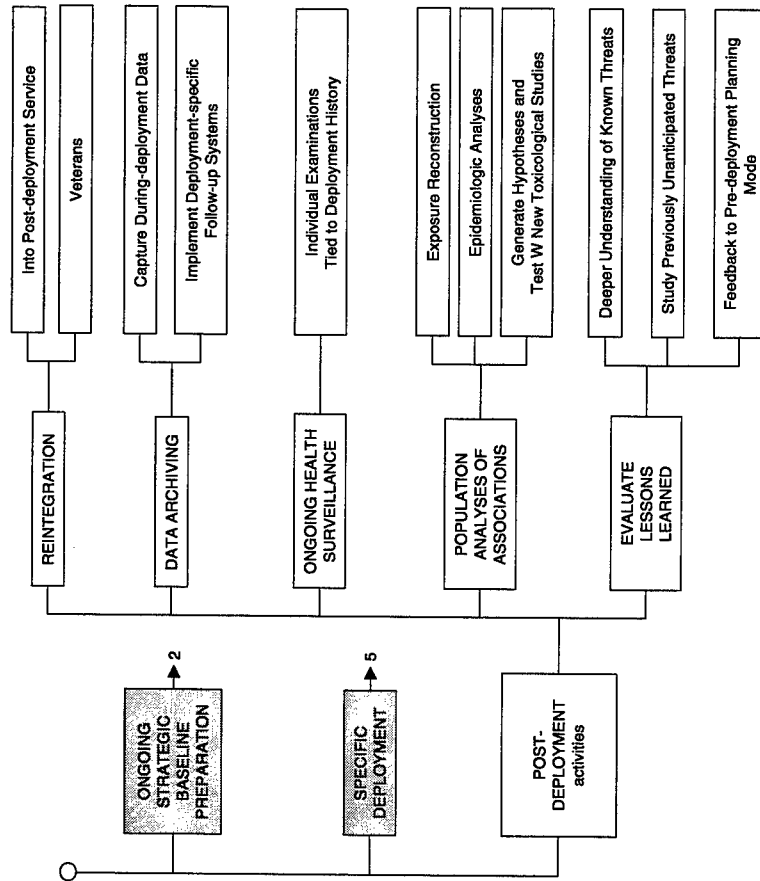 ONGOING
STRATEGIC
BASELINE
PREPARATION
2
SPECIFIC
DEPLOYMENT
5
POST-
DEPLOYMENT
activities
REINTEGRATION
Into Post-deployment Service
Veterans
DATA ARCHIVING
Capture During-deployment Data
Implement Deployment-specific
Follow-up Systems
ONGOING HEALTH
SURVEILLANCE
Individual Examinations
Tied to Deployment History
POPULATION
ANALYSES OF
ASSOCIATIONS
Exposure Reconstruction
Epidemiologic Analyses
Generate Hypotheses and
Test W New Toxicological Studies
EVALUATE
LESSONS
LEARNED
Deeper Understanding of Known Threats
Study Previously Unanticipated Threats
Feedback to Pre-deployment Planning
Mode